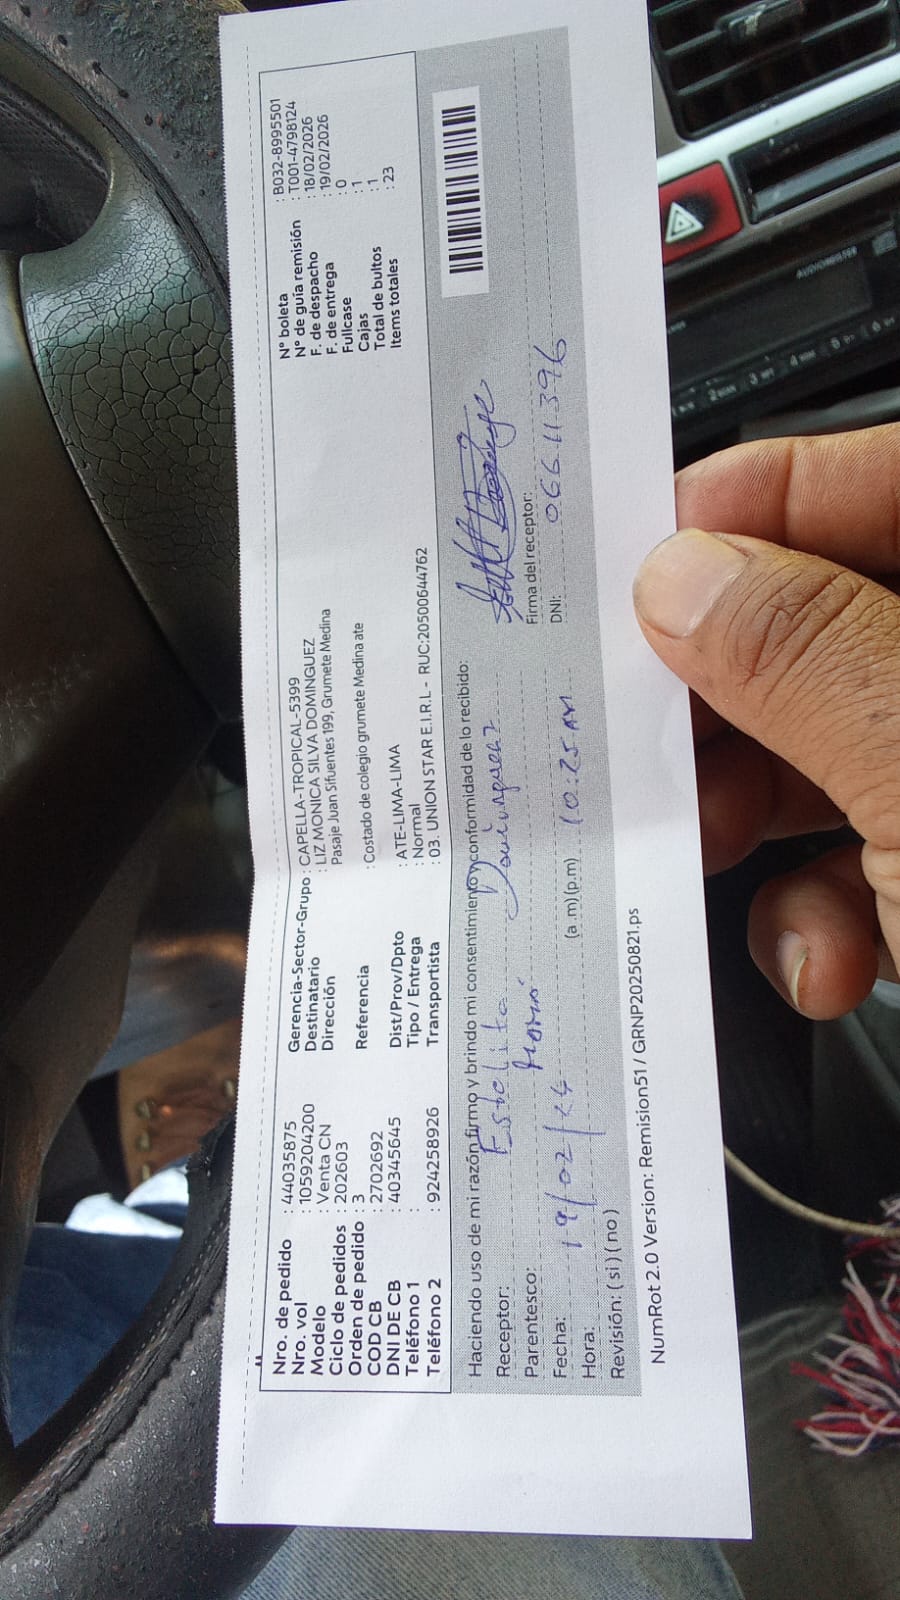 Nro. de pedido : 44035875
Nro. vol : 1059204200
Modelo : Venta CN
Ciclo de pedidos : 202603
Orden de pedido : 3
COD CB : 2702692
DNI DE CB : 40345645
Teléfono 1 :
Teléfono 2 : 924258926
Gerencia-Sector-Grupo : CAPELLA-TROPICAL-5399
Destinatario : LIZ MONICA SILVA DOMINGUEZ
Dirección Pasaje Juan Sifuentes 199, Grumete Medina
Referencia : Costado de colegio grumete Medina ate
Dist/Prov/Dpto : ATE-LIMA-LIMA
Tipo / Entrega : Normal
Transportista : 03. UNION STAR E.I.R.L - RUC:20500644762
N° boleta : B032-8995501
N° de guía remisión : T001-4798124
F. de despacho : 18/02/2026
F. de entrega : 19/02/2026
Fullcase : 0
Cajas : 1
Total de bultos : 1
Items totales : 23
Haciendo uso de mi razón firmo y brindo mi consentimiento y conformidad de lo recibido:
Receptor: Estelita Dominguez
Parentesco: Mamá
Fecha: 19/02/
Hora: (a .m)(p.m) 10:25 AM
Revisión: ( si ) ( no )
Firma del receptor:
DNI: 066 11 396
NumRot 2.0 Version: Remision51 / GRNP20250821.ps
AUDIOMEISTER